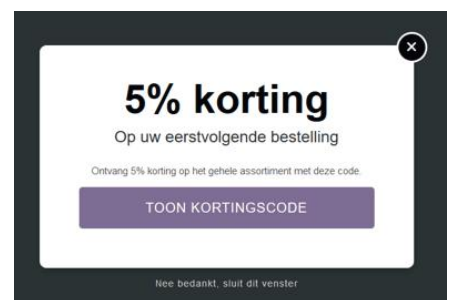 5% korting
Op uw eerstvolgende bestelling
Ontvang 5% korting op het gehele assortiment met deze code.
TOON KORTINGSCODE
Nee bedankt, sluit dit venster